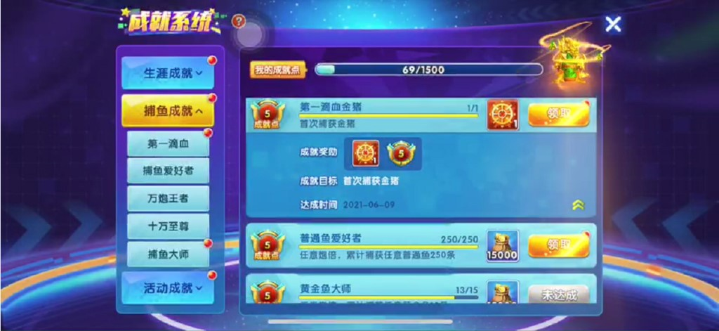 成就系统
?
生涯成就
捕鱼成就
第一滴血
捕鱼爱好者
万炮王者
十万至尊
捕鱼大师
活动成就
我的成就点
69/1500
5
成就点
第一滴血金猪
1/1
首次捕获金猪
1
领取
成就奖励
1
5
成就目标 首次捕获金猪
达成时间 2021-06-09
5
成就点
普通鱼爱好者
250/250
任意炮倍，累计捕获任意普通鱼250条
15000
领取
5
黄金鱼大师
13/15
未达成